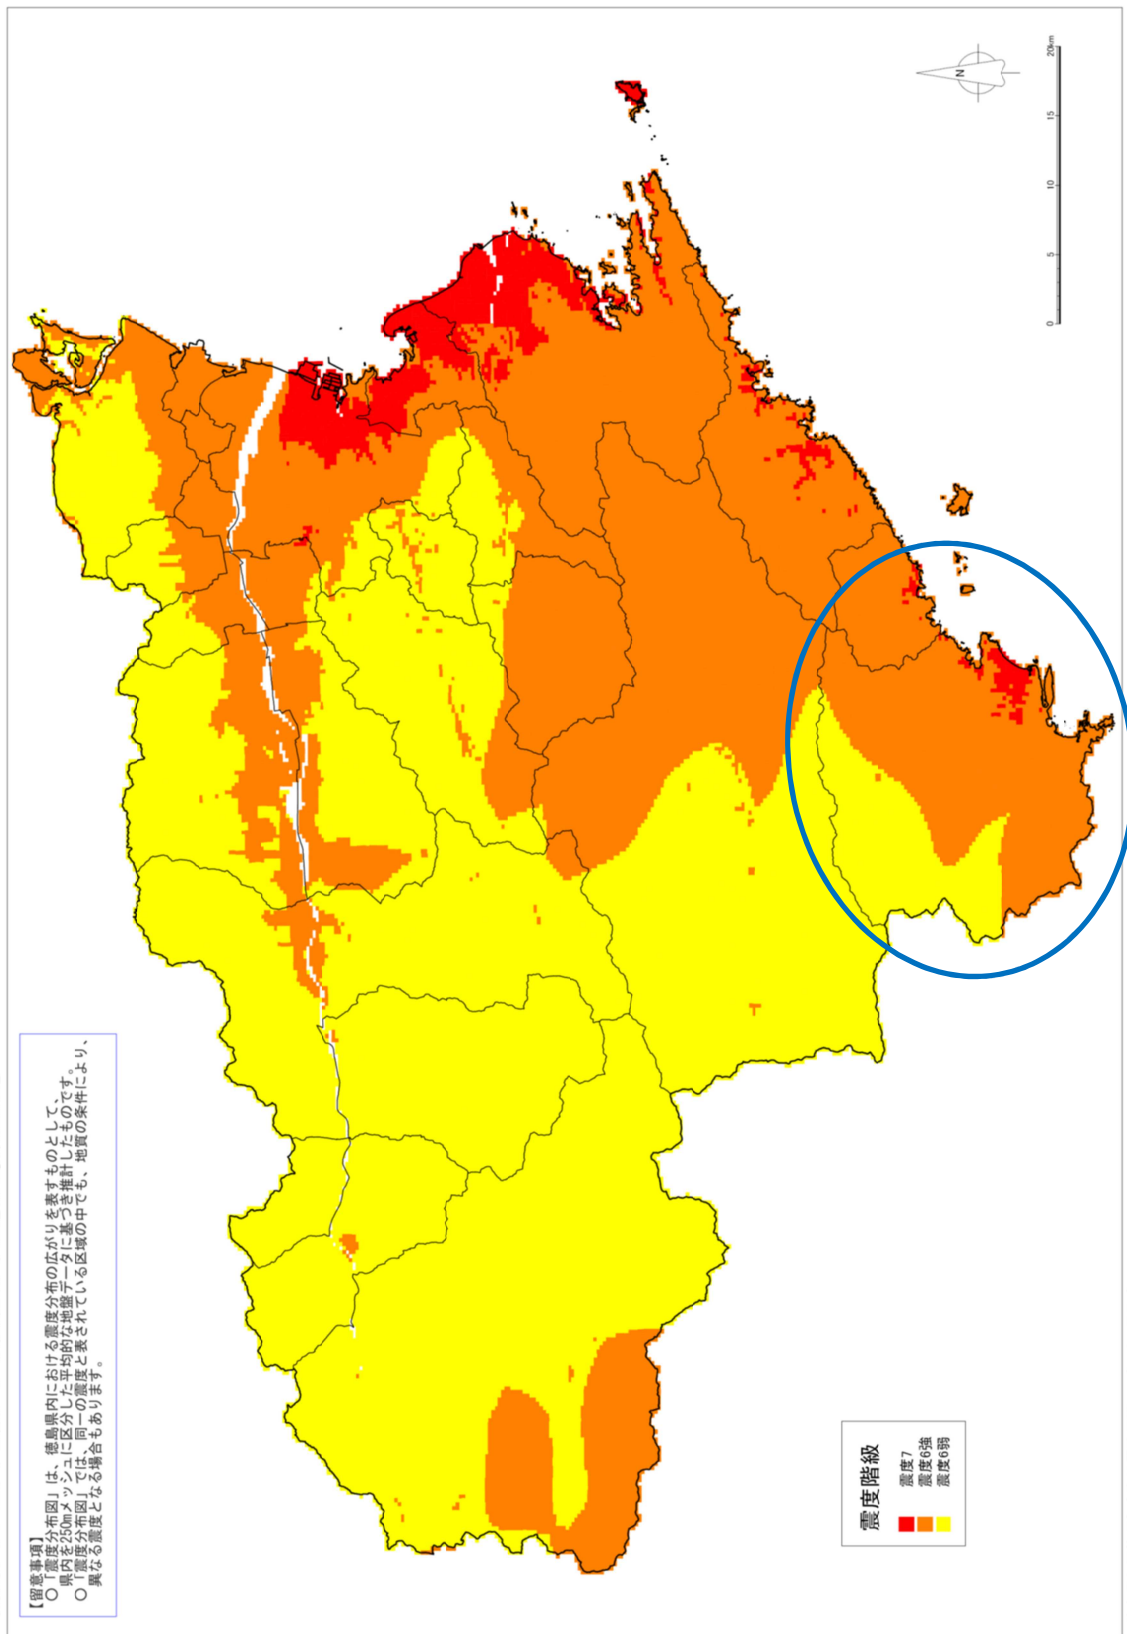 【留意事項】
○「震度分布図」は、徳島県内における震度分布の広がりを表すものとして、
県内を250mメッシュに区分した平均的な地盤データに基づき推計したものです。
○「震度分布図」では、同一の震度と表されている区域の中でも、地質の条件により、
異なる震度となる場合もあります。
震度階級
震度7
震度6強
震度6弱
N
0 5 10 15 20km